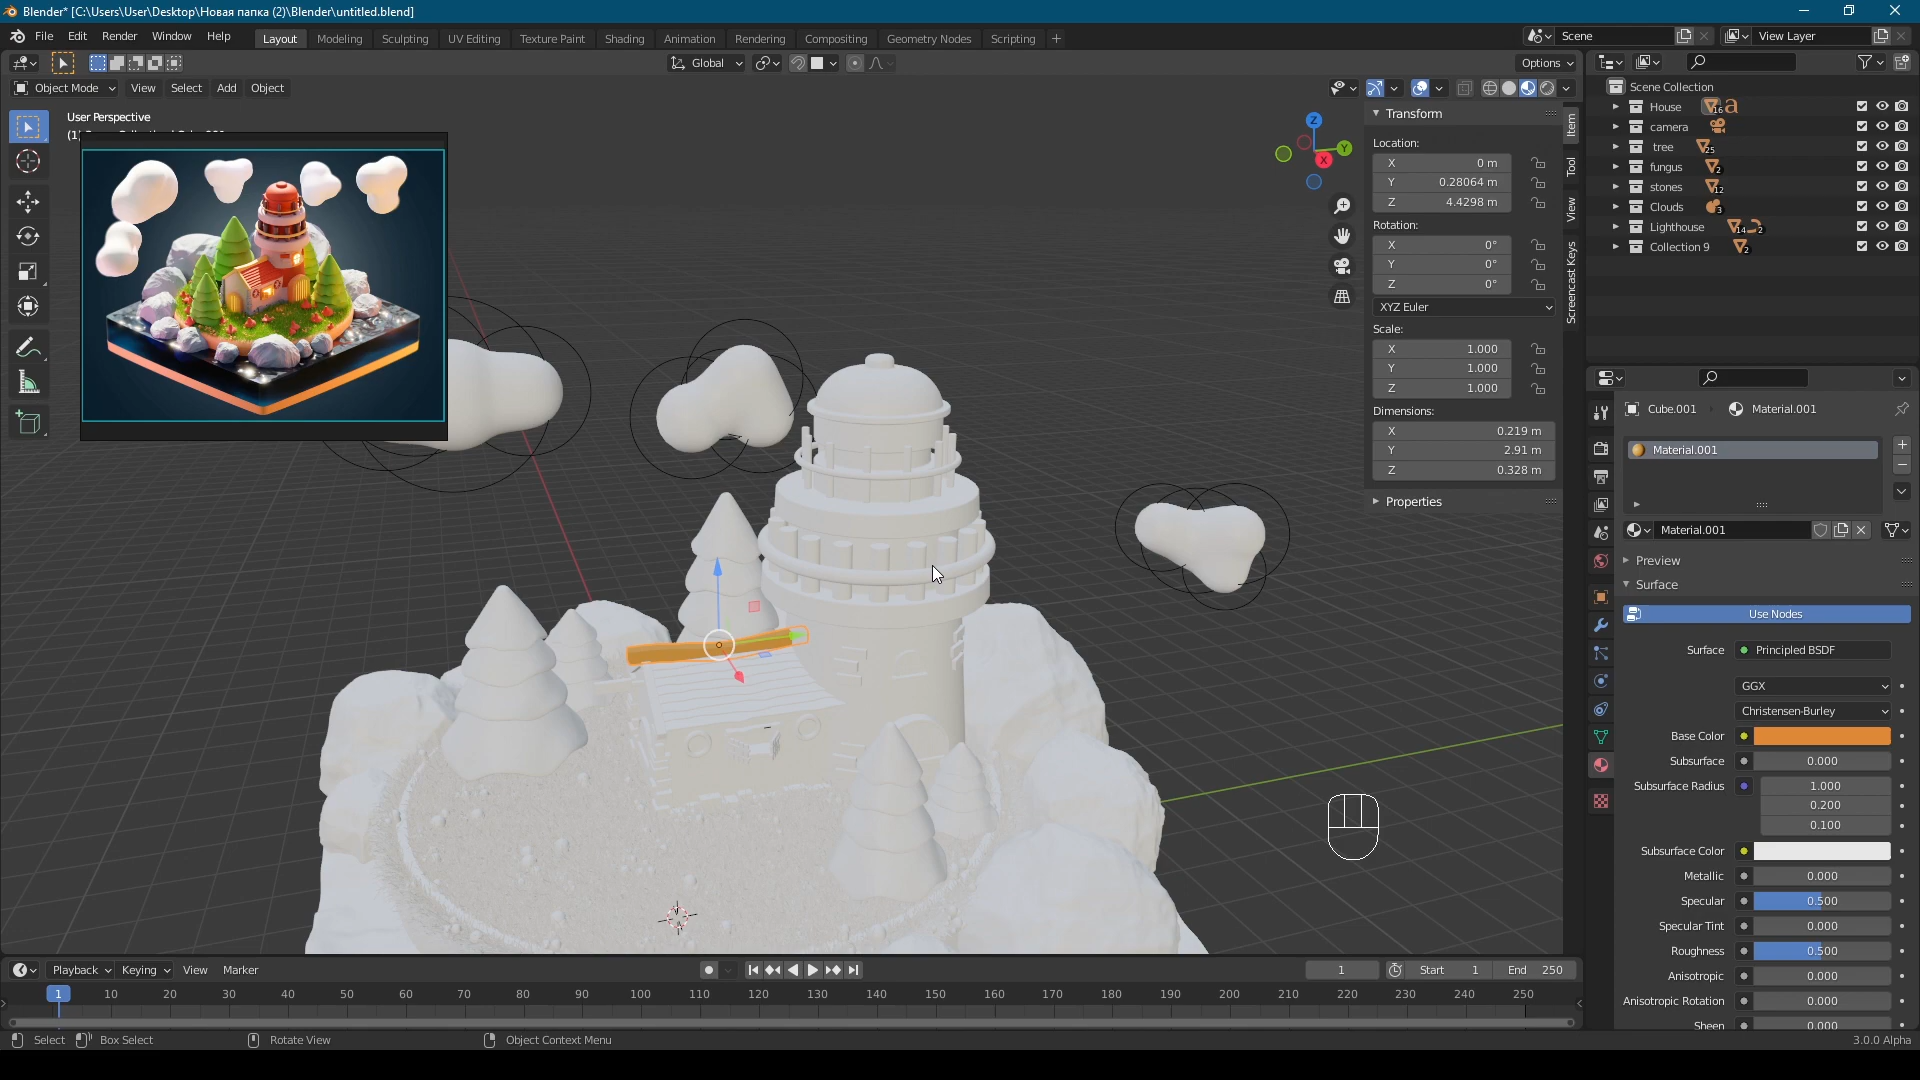 Blender* [C:\Users\User\Desktop\Новая папка (2)\Blender\untitled.blend]
File Edit Render Window Help
Layout Modeling Sculpting UV Editing Texture Paint Shading Animation Rendering Compositing Geometry Nodes Scripting
Scene
View Layer
Global
Options
Object Mode View Select Add Object
User Perspective
Transform
Location:
X 0 m
Y 0.28064 m
Z 4.4298 m
Rotation:
X 0°
Y 0°
Z 0°
XYZ Euler
Scale:
X 1.000
Y 1.000
Z 1.000
Dimensions:
X 0.219 m
Y 2.91 m
Z 0.328 m
Properties
Item
Tool
View
Screencast Keys
Z
Y
X
Scene Collection
House 16
camera
tree 25
fungus 2
stones 12
Clouds 3
Lighthouse 14 2
Collection 9 2
Cube.001 Material.001
Material.001
Material.001
Preview
Surface
Use Nodes
Surface Principled BSDF
GGX
Christensen-Burley
Base Color
Subsurface 0.000
Subsurface Radius 1.000
0.200
0.100
Subsurface Color
Metallic 0.000
Specular 0.500
Specular Tint 0.000
Roughness 0.500
Anisotropic 0.000
Anisotropic Rotation 0.000
Sheen 0.000
Playback Keying View Marker
1 Start 1 End 250
1 10 20 30 40 50 60 70 80 90 100 110 120 130 140 150 160 170 180 190 200 210 220 230 240 250
Select Box Select Rotate View Object Context Menu
3.0.0 Alpha